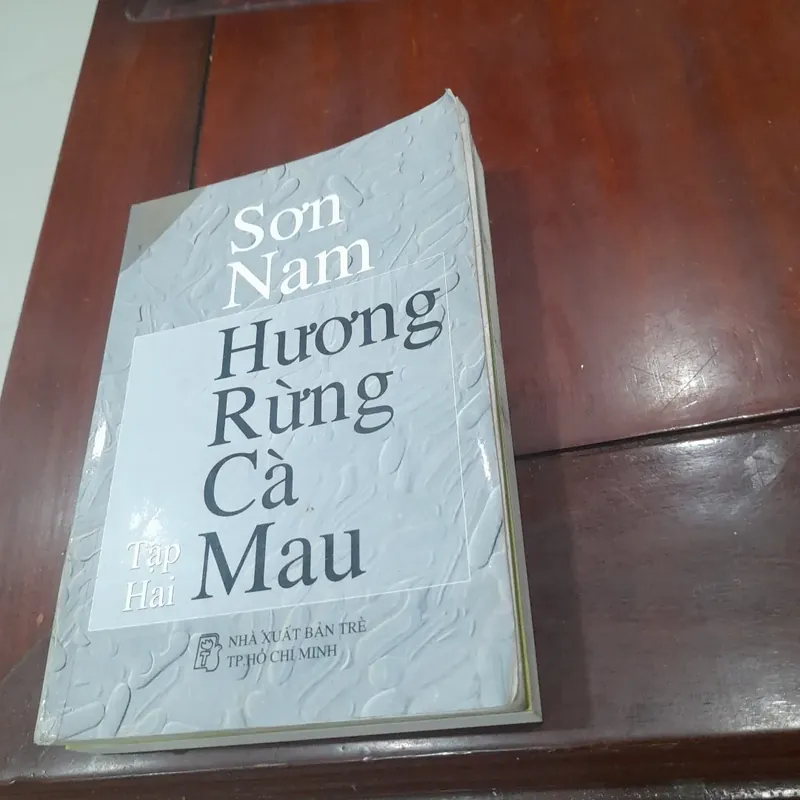 Sơn
Nam
Hương
Rừng
Cà
Mau
Tập
Hai
NHÀ XUẤT BẢN TRẺ
TP.HỒ CHÍ MINH